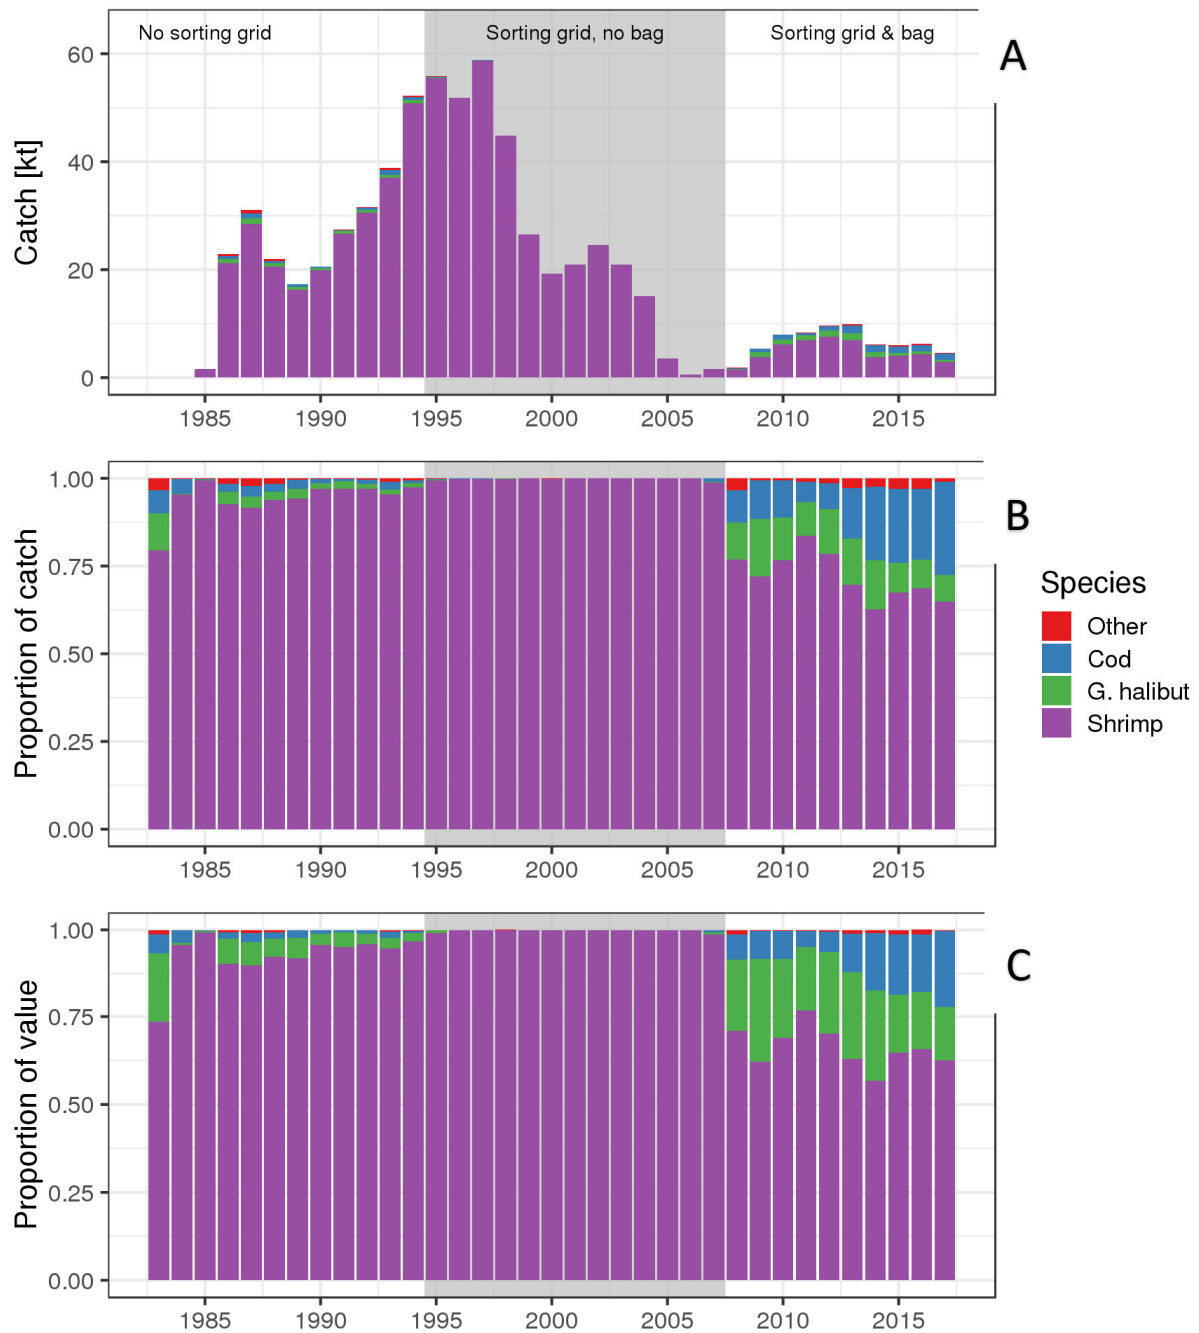 No sorting grid
Sorting grid, no bag
Sorting grid & bag
A
Catch [kt]
60
40
20
0
1985 1990 1995 2000 2005 2010 2015
B
Proportion of catch
1.00
0.75
0.50
0.25
0.00
1985 1990 1995 2000 2005 2010 2015
Species
Other
Cod
G. halibut
Shrimp
C
Proportion of value
1.00
0.75
0.50
0.25
0.00
1985 1990 1995 2000 2005 2010 2015